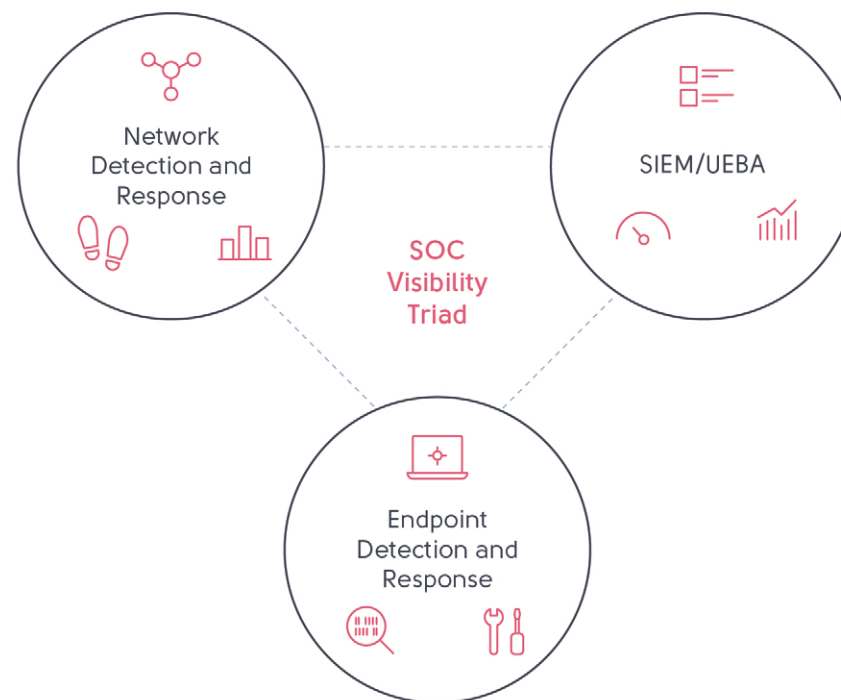 Network
Detection and
Response
SIEM/UEBA
SOC
Visibility
Triad
Endpoint
Detection and
Response